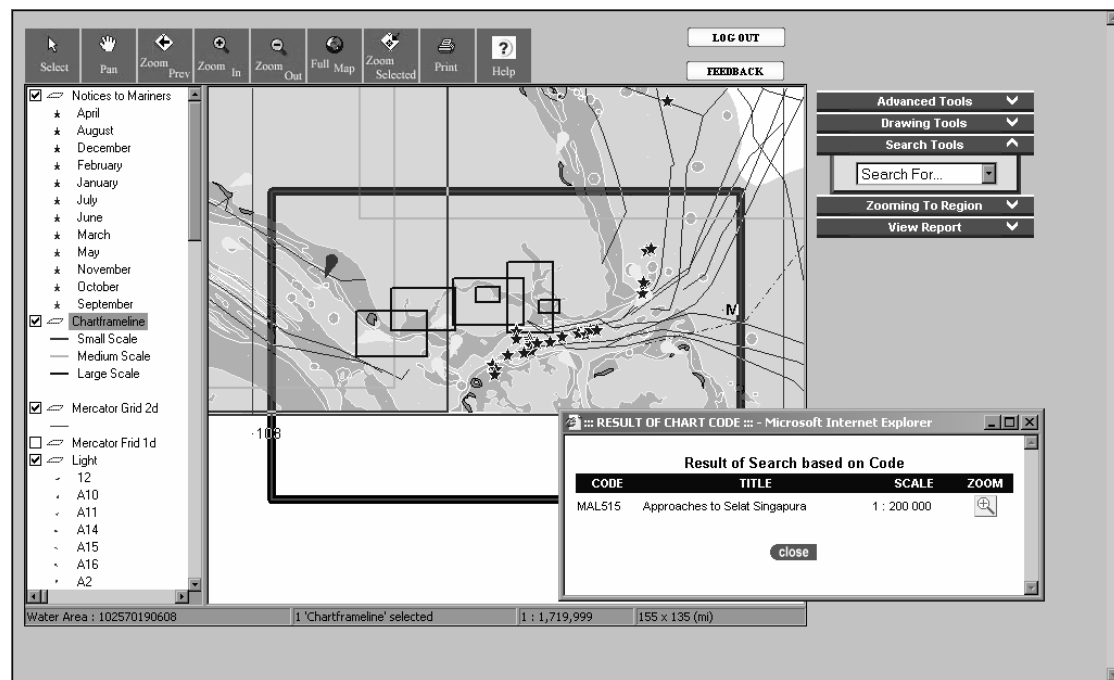 LOG OUT
FEEDBACK
Select
Pan
Zoom Prev
Zoom In
Zoom Out
Full Map
Zoom Selected
Print
?
Help
Notices to Mariners
April
August
December
February
January
July
June
March
May
November
October
September
Chartframeline
Small Scale
Medium Scale
Large Scale
Mercator Grid 2d
Mercator Frid 1d
Light
12
A10
A11
A14
A15
A16
A2
M
·103
Advanced Tools
Drawing Tools
Search Tools
Search For...
Zooming To Region
View Report
::: RESULT OF CHART CODE ::: - Microsoft Internet Explorer
Result of Search based on Code
CODE TITLE SCALE ZOOM
MAL515 Approaches to Selat Singapura 1 : 200 000
close
Water Area : 102570190608 1 'Chartframeline' selected 1 : 1,719,999 155 x 135 (mi)